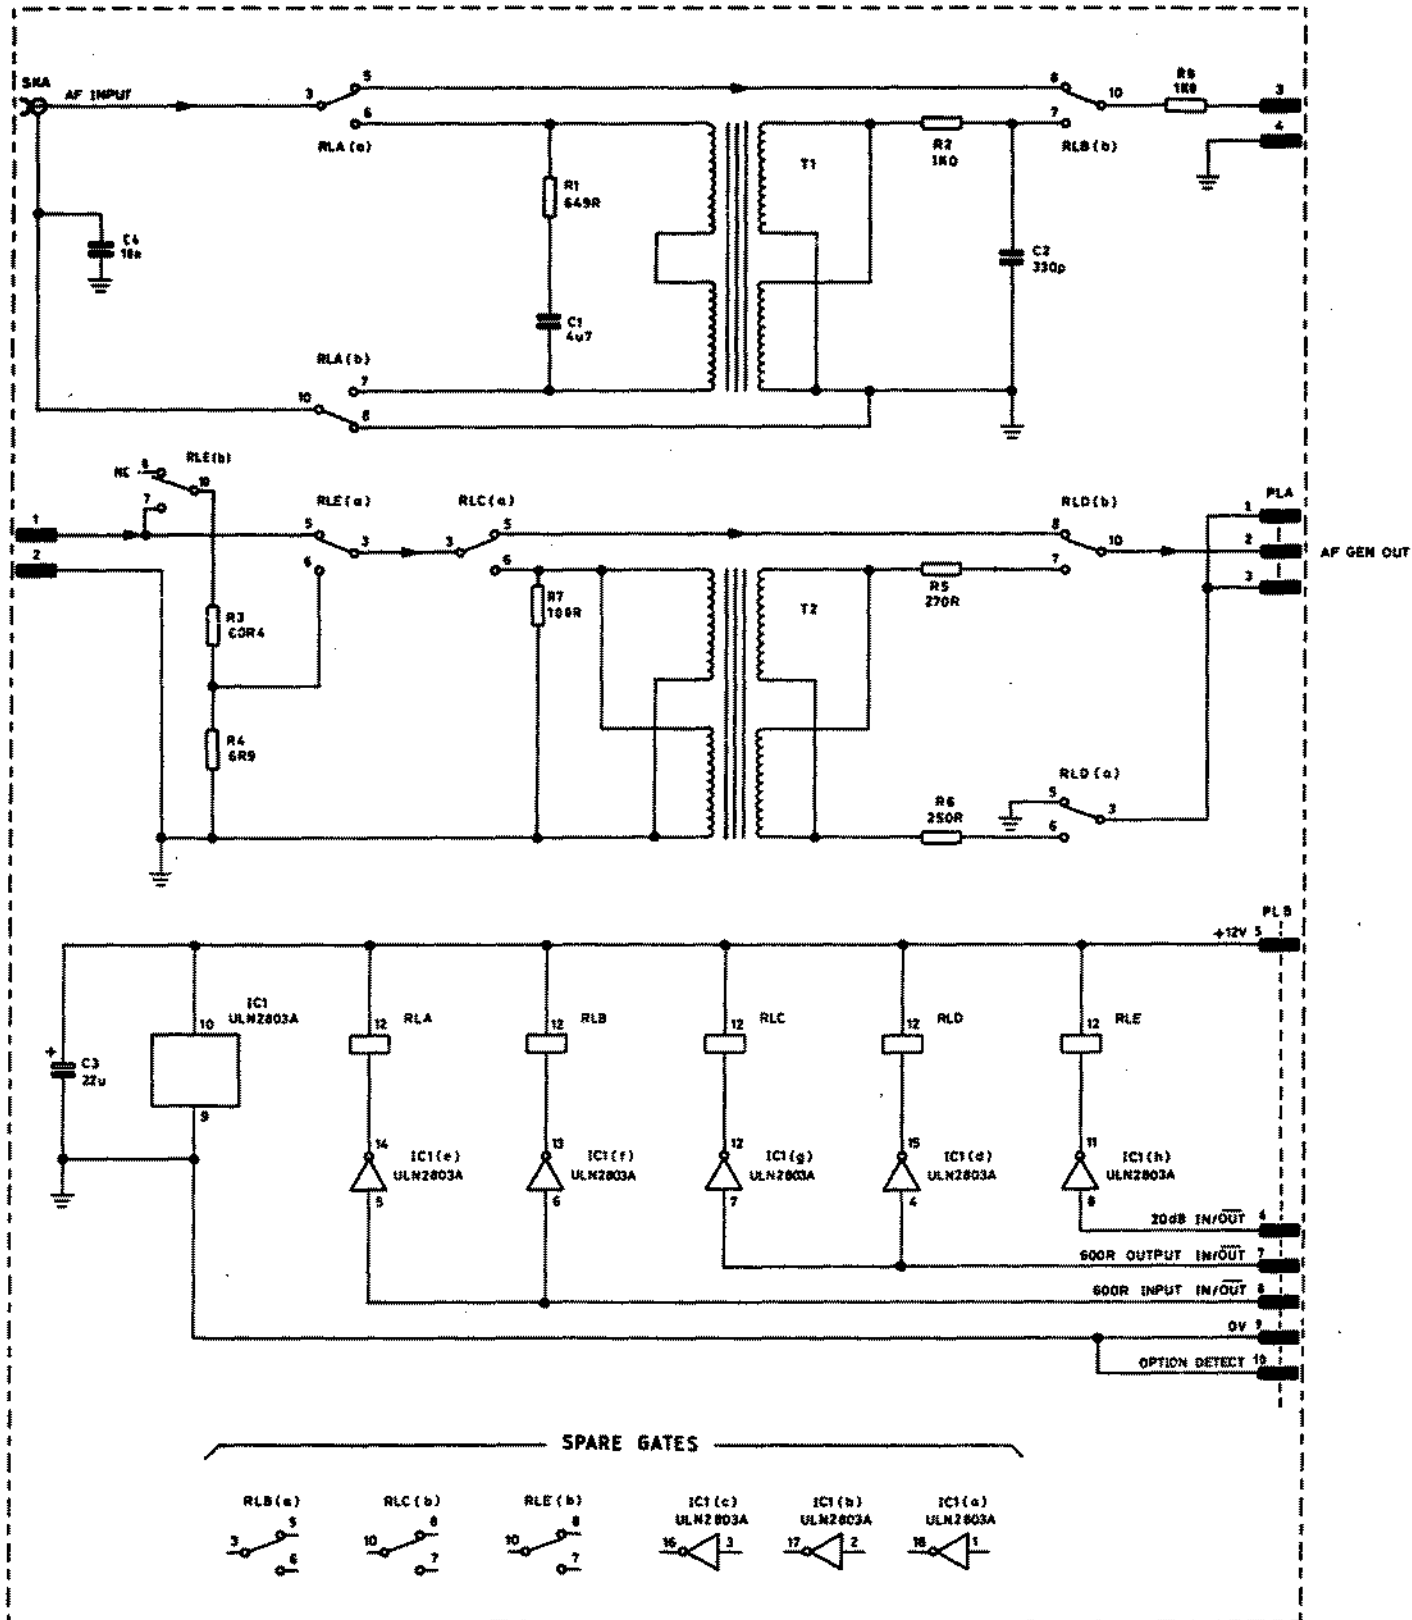 SKA
AF INPUT
3
5
6
RLA(a)
8
10
7
RLB(b)
3
4
R1
649R
T1
R2
1K0
C4
C1
4u7
C2
330p
RLA(b)
7
10
8
NC
8
RLE(b)
10
7
1
2
RLE(a)
5
3
6
RLC(a)
3
5
6
RLD(b)
8
10
7
PLA
1
2
3
AF GEN OUT
R3
R4
6R9
R7
T2
R5
270R
R6
250R
RLD(a)
5
3
6
PLB
+12V 5
IC1
ULN2803A
10
9
+
C3
22u
12 RLA
12 RLB
12 RLC
12 RLD
12 RLE
14
IC1(e)
ULN2803A
5
13
IC1(f)
ULN2803A
6
12
IC1(g)
ULN2803A
7
15
IC1(d)
ULN2803A
4
11
IC1(h)
ULN2803A
8
20dB IN/OUT
600R OUTPUT IN/OUT 7
600R INPUT IN/OUT
0V 9
OPTION DETECT 10
SPARE GATES
RLB(a)
3
5
6
RLC(b)
10
8
7
RLE(b)
10
8
7
IC1(c)
ULN2803A
16
3
IC1(b)
ULN2803A
17
2
IC1(a)
ULN2803A
18
1